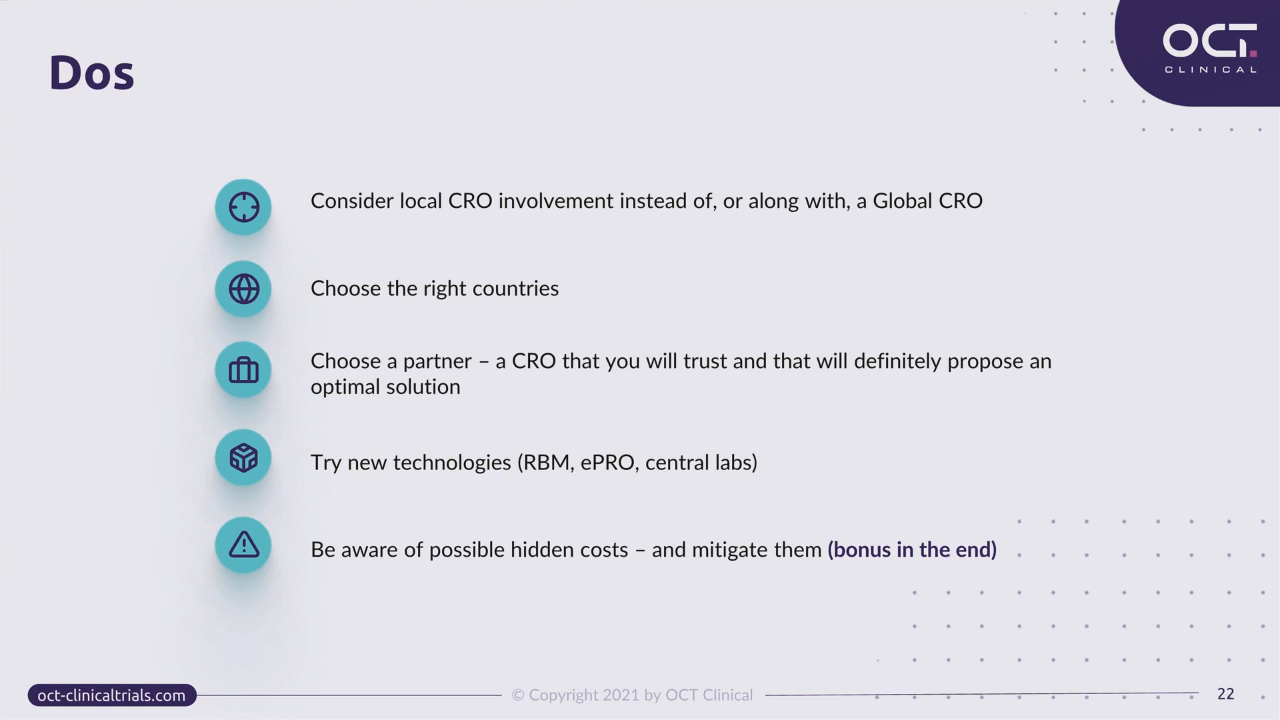 Dos
OCT.
CLINICAL
Consider local CRO involvement instead of, or along with, a Global CRO
Choose the right countries
Choose a partner – a CRO that you will trust and that will definitely propose an
optimal solution
Try new technologies (RBM, ePRO, central labs)
Be aware of possible hidden costs – and mitigate them (bonus in the end)
oct-clinicaltrials.com
© Copyright 2021 by OCT Clinical
22